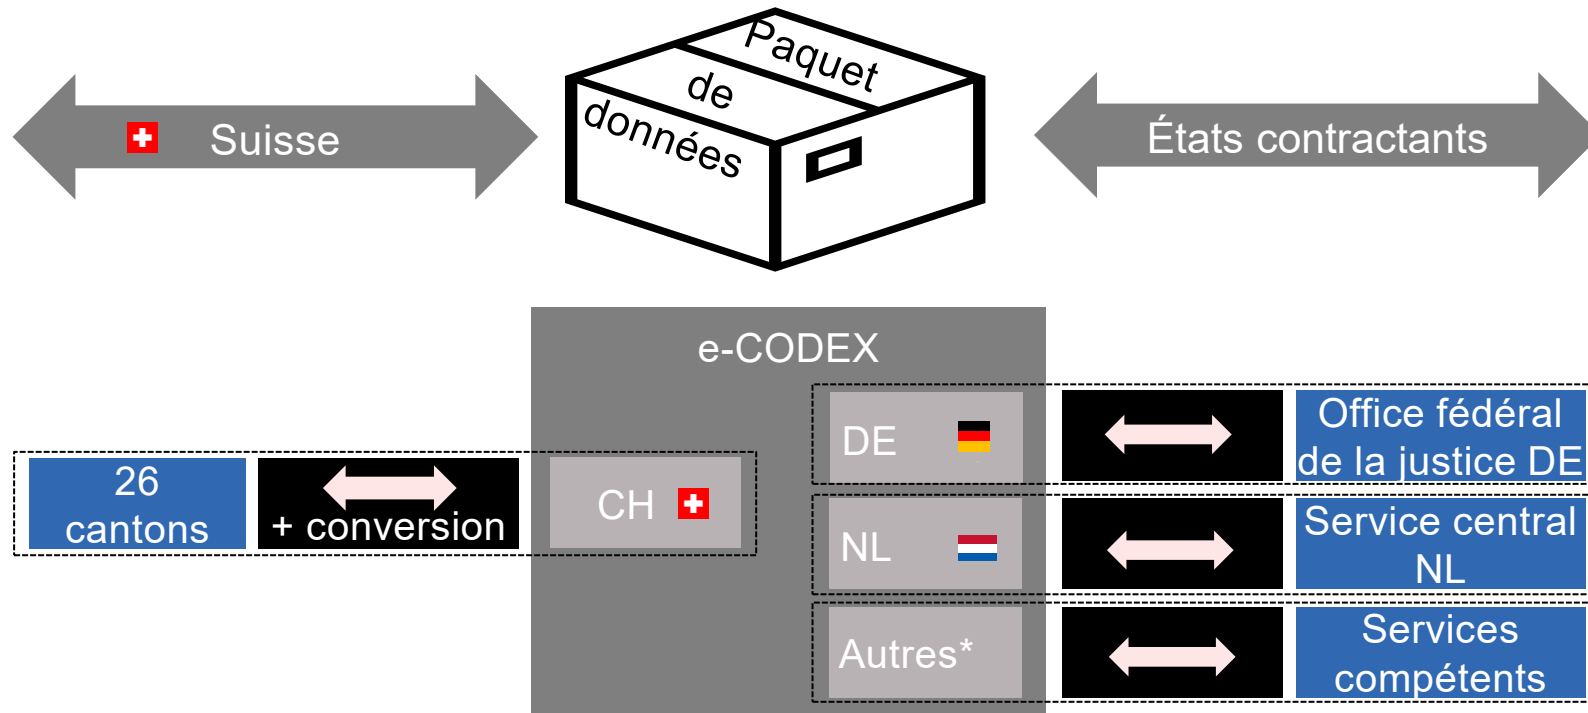 Paquet
de
données
Suisse
États contractants
e-CODEX
26
cantons
+ conversion
CH
DE
Office fédéral
de la justice DE
NL
Service central
NL
Autres*
Services
compétents